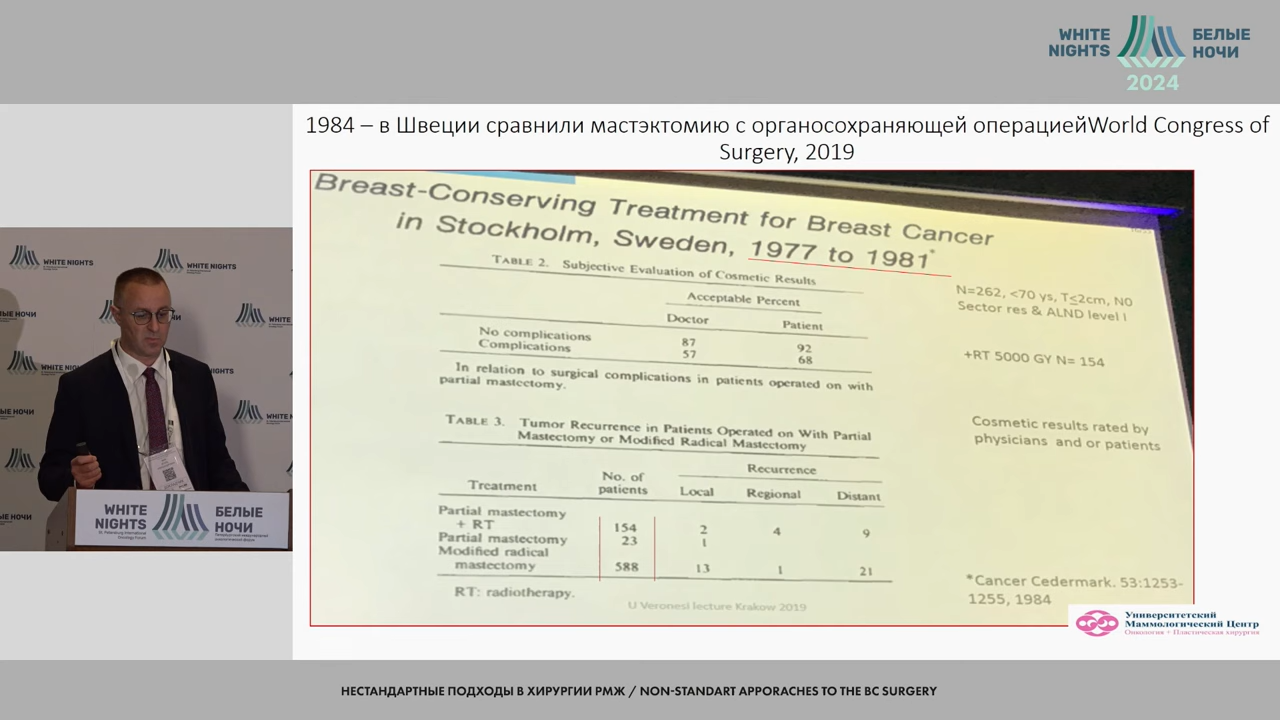 WHITE NIGHTS
БЕЛЫЕ НОЧИ
2024
1984 – в Швеции сравнили мастэктомию с органосохраняющей операциейWorld Congress of
Surgery, 2019
Breast-Conserving Treatment for Breast Cancer
in Stockholm, Sweden, 1977 to 1981*
TABLE 2. Subjective Evaluation of Cosmetic Results
Acceptable Percent
Doctor Patient
No complications 87 92
Complications 57 68
In relation to surgical complications in patients operated on with
partial mastectomy.
N=262, <70 ys, T≤2cm, N0
Sector res & ALND level I
+RT 5000 GY N= 154
Cosmetic results rated by
physicians and or patients
TABLE 3. Tumor Recurrence in Patients Operated on With Partial
Mastectomy or Modified Radical Mastectomy
Recurrence
Treatment No. of patients Local Regional Distant
Partial mastectomy
+ RT 154 2 4 9
Partial mastectomy 23 1
Modified radical
mastectomy 588 13 1 21
RT: radiotherapy.
U Veronesi lecture Krakow 2019
*Cancer Cedermark. 53:1253-
1255, 1984
Университетский
Маммологический Центр
Онкология + Пластическая хирургия
WHITE NIGHTS
WHITE NIGHTS
БЕЛЫЕ НОЧИ
WHITE
NIGHTS
БЕЛЫЕ
НОЧИ
НЕСТАНДАРТНЫЕ ПОДХОДЫ В ХИРУРГИИ РМЖ / NON-STANDART APPORACHES TO THE BC SURGERY